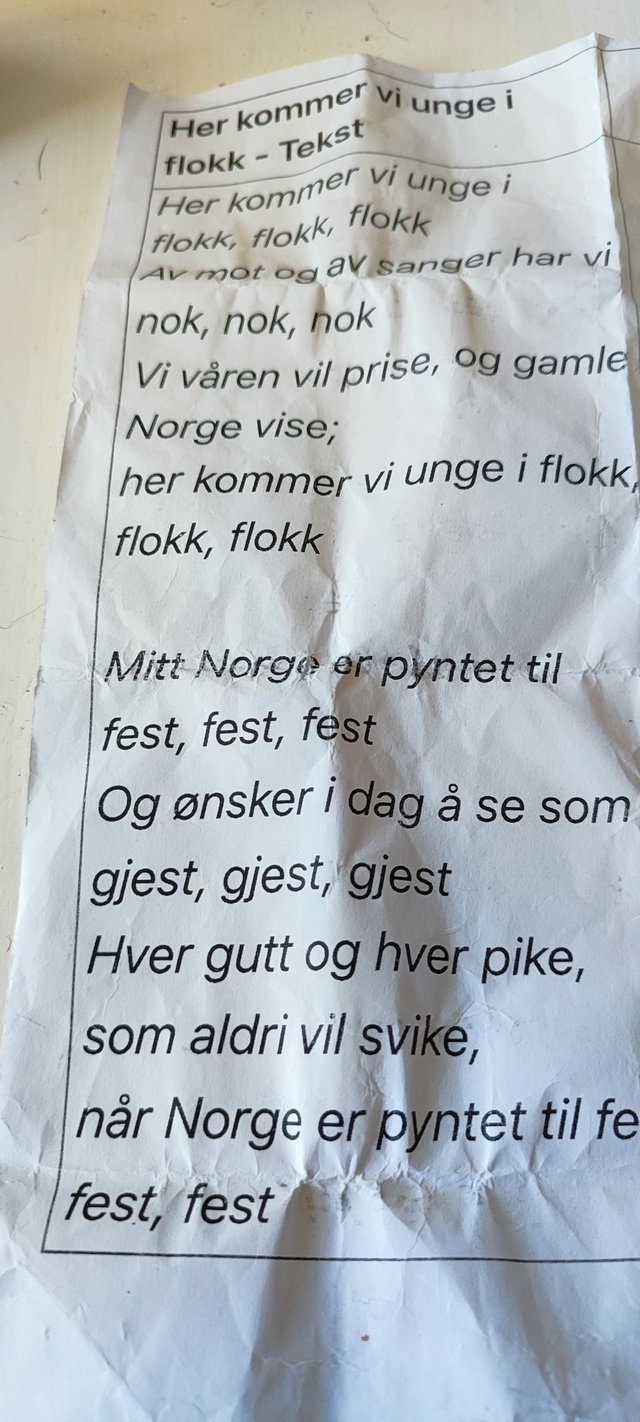 Her kommer vi unge i
flokk - Tekst
Her kommer vi unge i
flokk, flokk, flokk
Av mot og av sanger har vi
nok, nok, nok
Vi våren vil prise, og gamle
Norge vise;
her kommer vi unge i flokk,
flokk, flokk
Mitt Norge er pyntet til
fest, fest, fest
Og ønsker i dag å se som
gjest, gjest, gjest
Hver gutt og hver pike,
som aldri vil svike,
når Norge er pyntet til fe
fest, fest